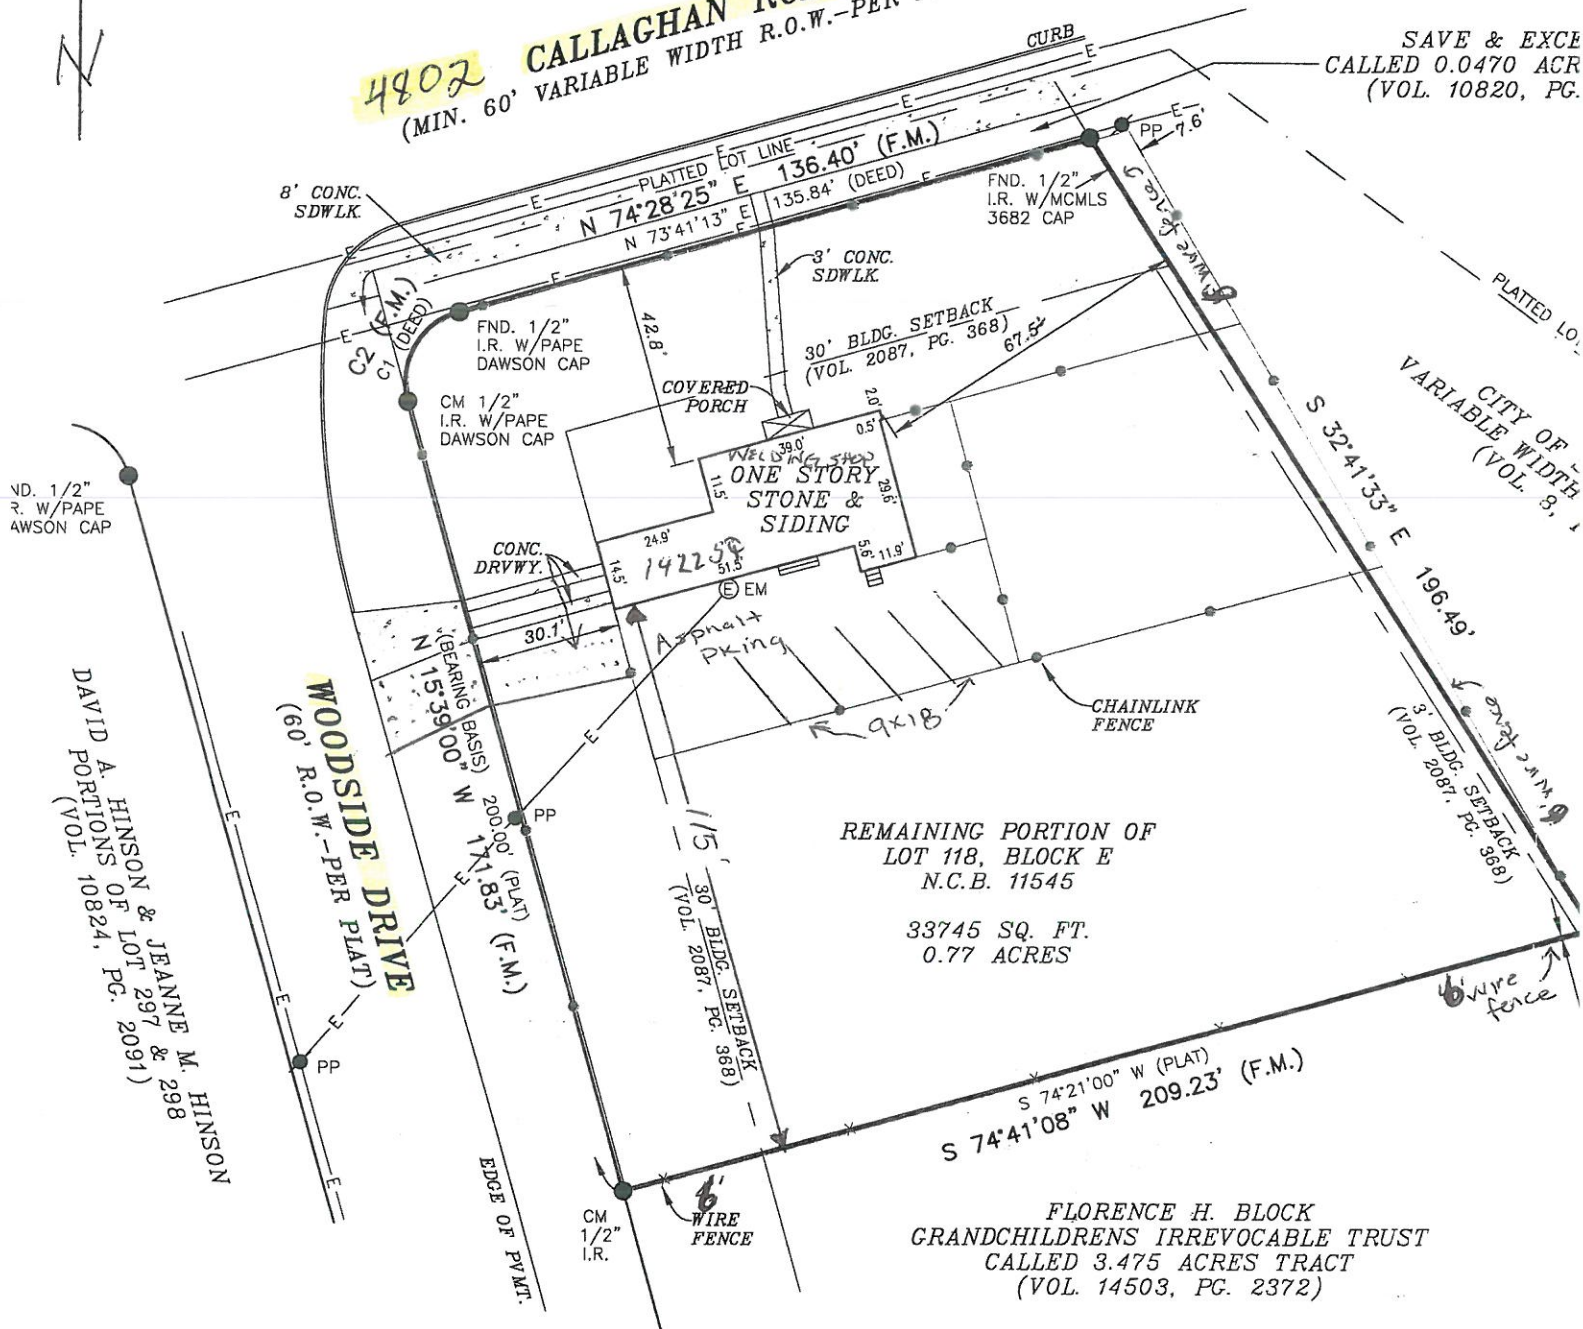 N
4802 CALLAGHAN
(MIN. 60' VARIABLE WIDTH R.O.W.-PER
CURB
SAVE & EXCE
CALLED 0.0470 ACR
(VOL. 10820, PG.
8' CONC.
SDWLK.
PLATTED LOT LINE
N 74°28'25" E 136.40' (F.M.)
N 73°41'13" E 135.84' (DEED)
PP
7.6'
FND. 1/2"
I.R. W/MCMLS
3682 CAP
wire fence
3' CONC.
SDWLK.
C2 (F.M.)
C1 (DEED)
FND. 1/2"
I.R. W/PAPE
DAWSON CAP
42.8'
30' BLDG. SETBACK
(VOL. 2087, PG. 368)
67.5'
PLATTED LO
CM 1/2"
I.R. W/PAPE
DAWSON CAP
COVERED
PORCH
2.0'
0.5'
39.0'
WELDING SHOP
ONE STORY
STONE &
SIDING
11.5'
29.6'
24.9'
14.5'
1422 SQ
51.5'
5.6'
11.9'
E EM
CITY OF
VARIABLE WIDTH
(VOL. 8,
S 32°41'33" E 196.49'
ND. 1/2"
R. W/PAPE
AWSON CAP
CONC.
DRVWY.
30.1'
Asphalt
PKing
9x18
CHAINLINK
FENCE
N 15°39'00" W 171.83' (F.M.)
(BEARING BASIS) 200.00' (PLAT)
PP
WOODSIDE DRIVE
(60' R.O.W.-PER PLAT)
DAVID A. HINSON & JEANNE M. HINSON
PORTIONS OF LOT 297 & 298
(VOL. 10824, PG. 2091)
115'
30' BLDG. SETBACK
(VOL. 2087, PG. 368)
REMAINING PORTION OF
LOT 118, BLOCK E
N.C.B. 11545
33745 SQ. FT.
0.77 ACRES
3' BLDG. SETBACK
(VOL. 2087, PG. 368)
6' wire fence
6' wire
fence
PP
S 74°21'00" W (PLAT)
S 74°41'08" W 209.23' (F.M.)
EDGE OF PVMT.
CM
1/2"
I.R.
6'
WIRE
FENCE
FLORENCE H. BLOCK
GRANDCHILDRENS IRREVOCABLE TRUST
CALLED 3.475 ACRES TRACT
(VOL. 14503, PG. 2372)